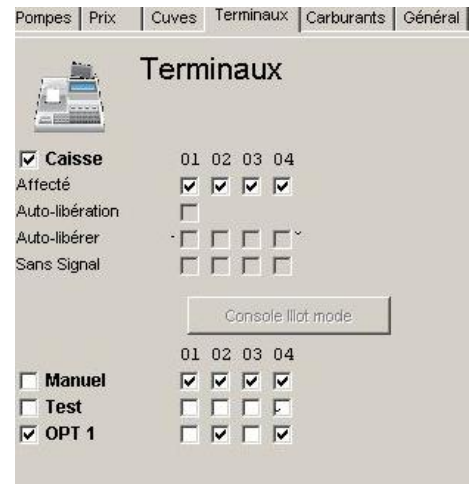 Pompes Prix Cuves Terminaux Carburants Général
Terminaux
Caisse 01 02 03 04
Affecté
Auto-libération
Auto-libérer
Sans Signal
Console Illot mode
01 02 03 04
Manuel
Test
OPT 1